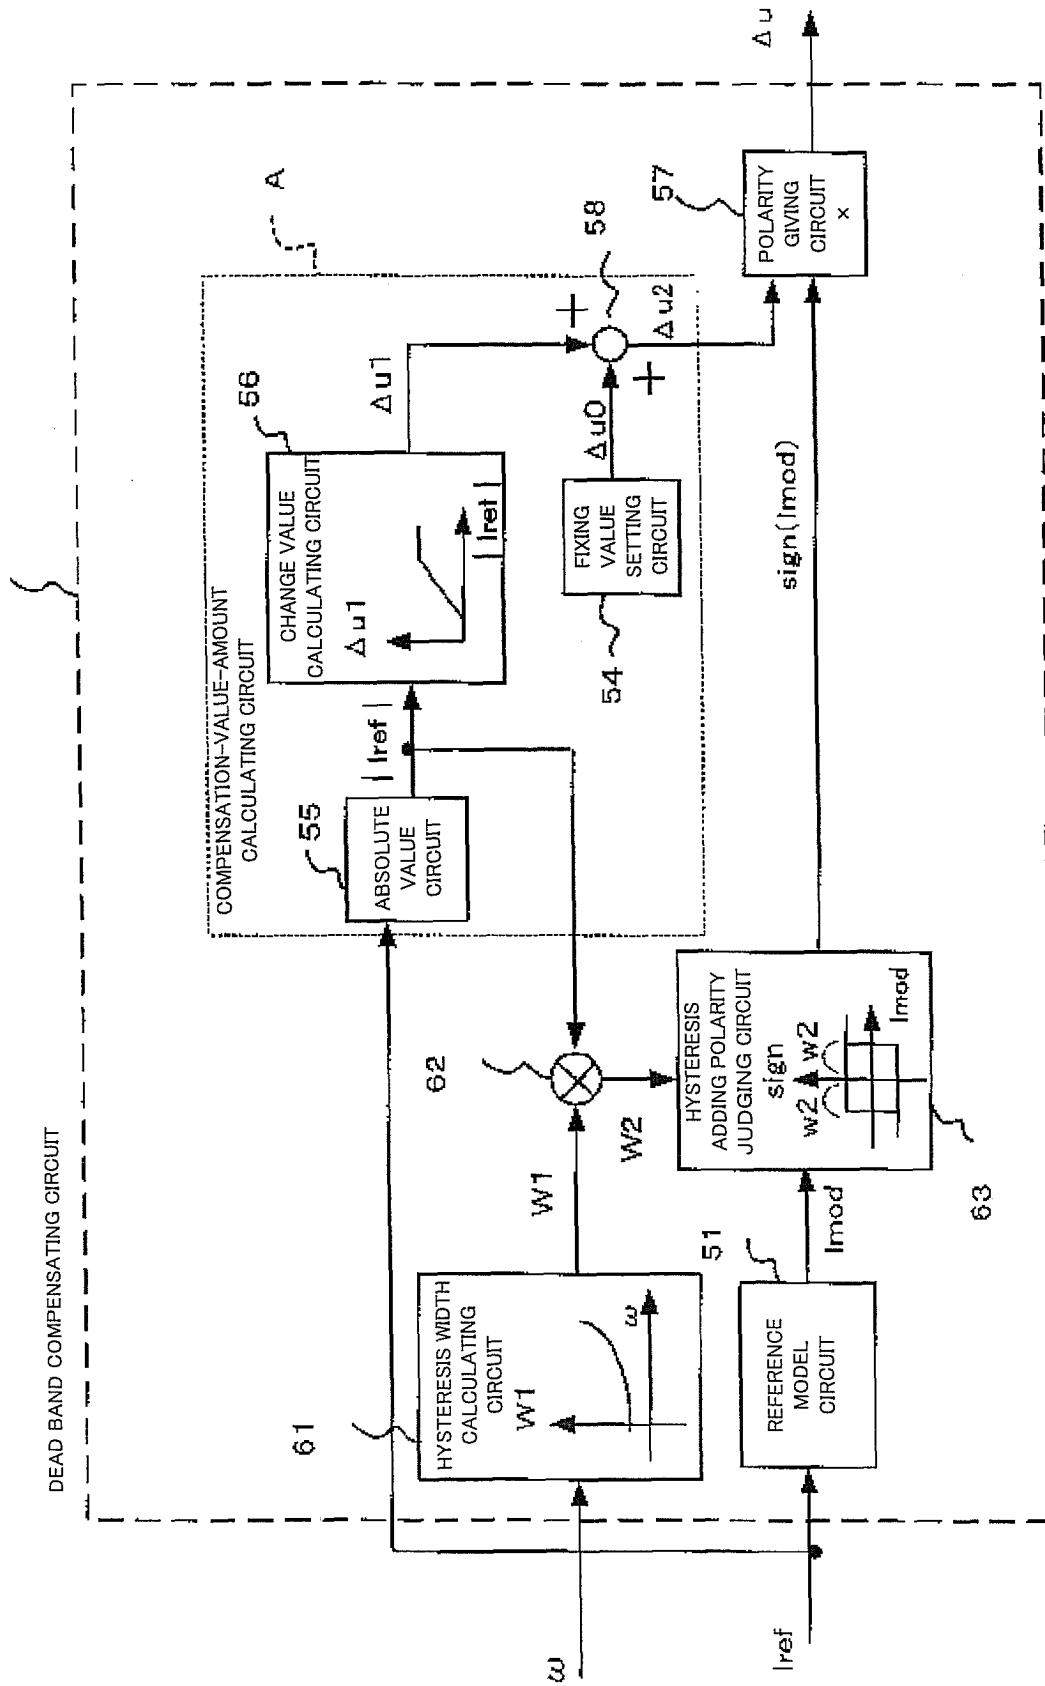 DEAD BAND COMPENSATING CIRCUIT
COMPENSATION-VALUE-AMOUNT
CALCULATING CIRCUIT
A
55
ABSOLUTE
VALUE
CIRCUIT
|Iref|
56
CHANGE VALUE
CALCULATING CIRCUIT
Δu1
|Iref|
Δu1
54
FIXING
VALUE
SETTING
CIRCUIT
Δu0
+
+
58
Δu2
57
POLARITY
GIVING
CIRCUIT
×
Δu
ω
61
HYSTERESIS WIDTH
CALCULATING
CIRCUIT
W1
ω
W1
62
W2
Iref
51
REFERENCE
MODEL
CIRCUIT
Imod
63
HYSTERESIS
ADDING POLARITY
JUDGING CIRCUIT
sign
w2
w2
Imod
sign(Imod)